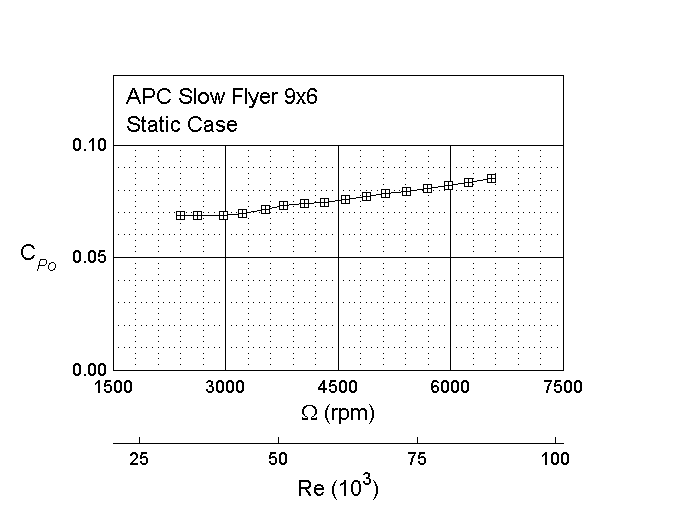 APC Slow Flyer 9x6
Static Case
0.10
C_Po 0.05
0.00
1500 3000 4500 6000 7500
Ω (rpm)
25 50 75 100
Re (10³)